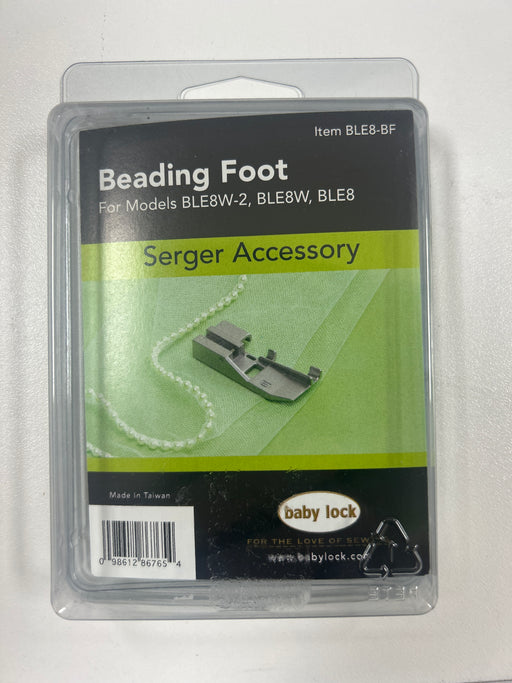 Item BLE8-BF
Beading Foot
For Models BLE8W-2, BLE8W, BLE8
Serger Accessory
Made in Taiwan
baby lock
FOR THE LOVE OF SEW
www.babylock.com
0 98612 86765 4